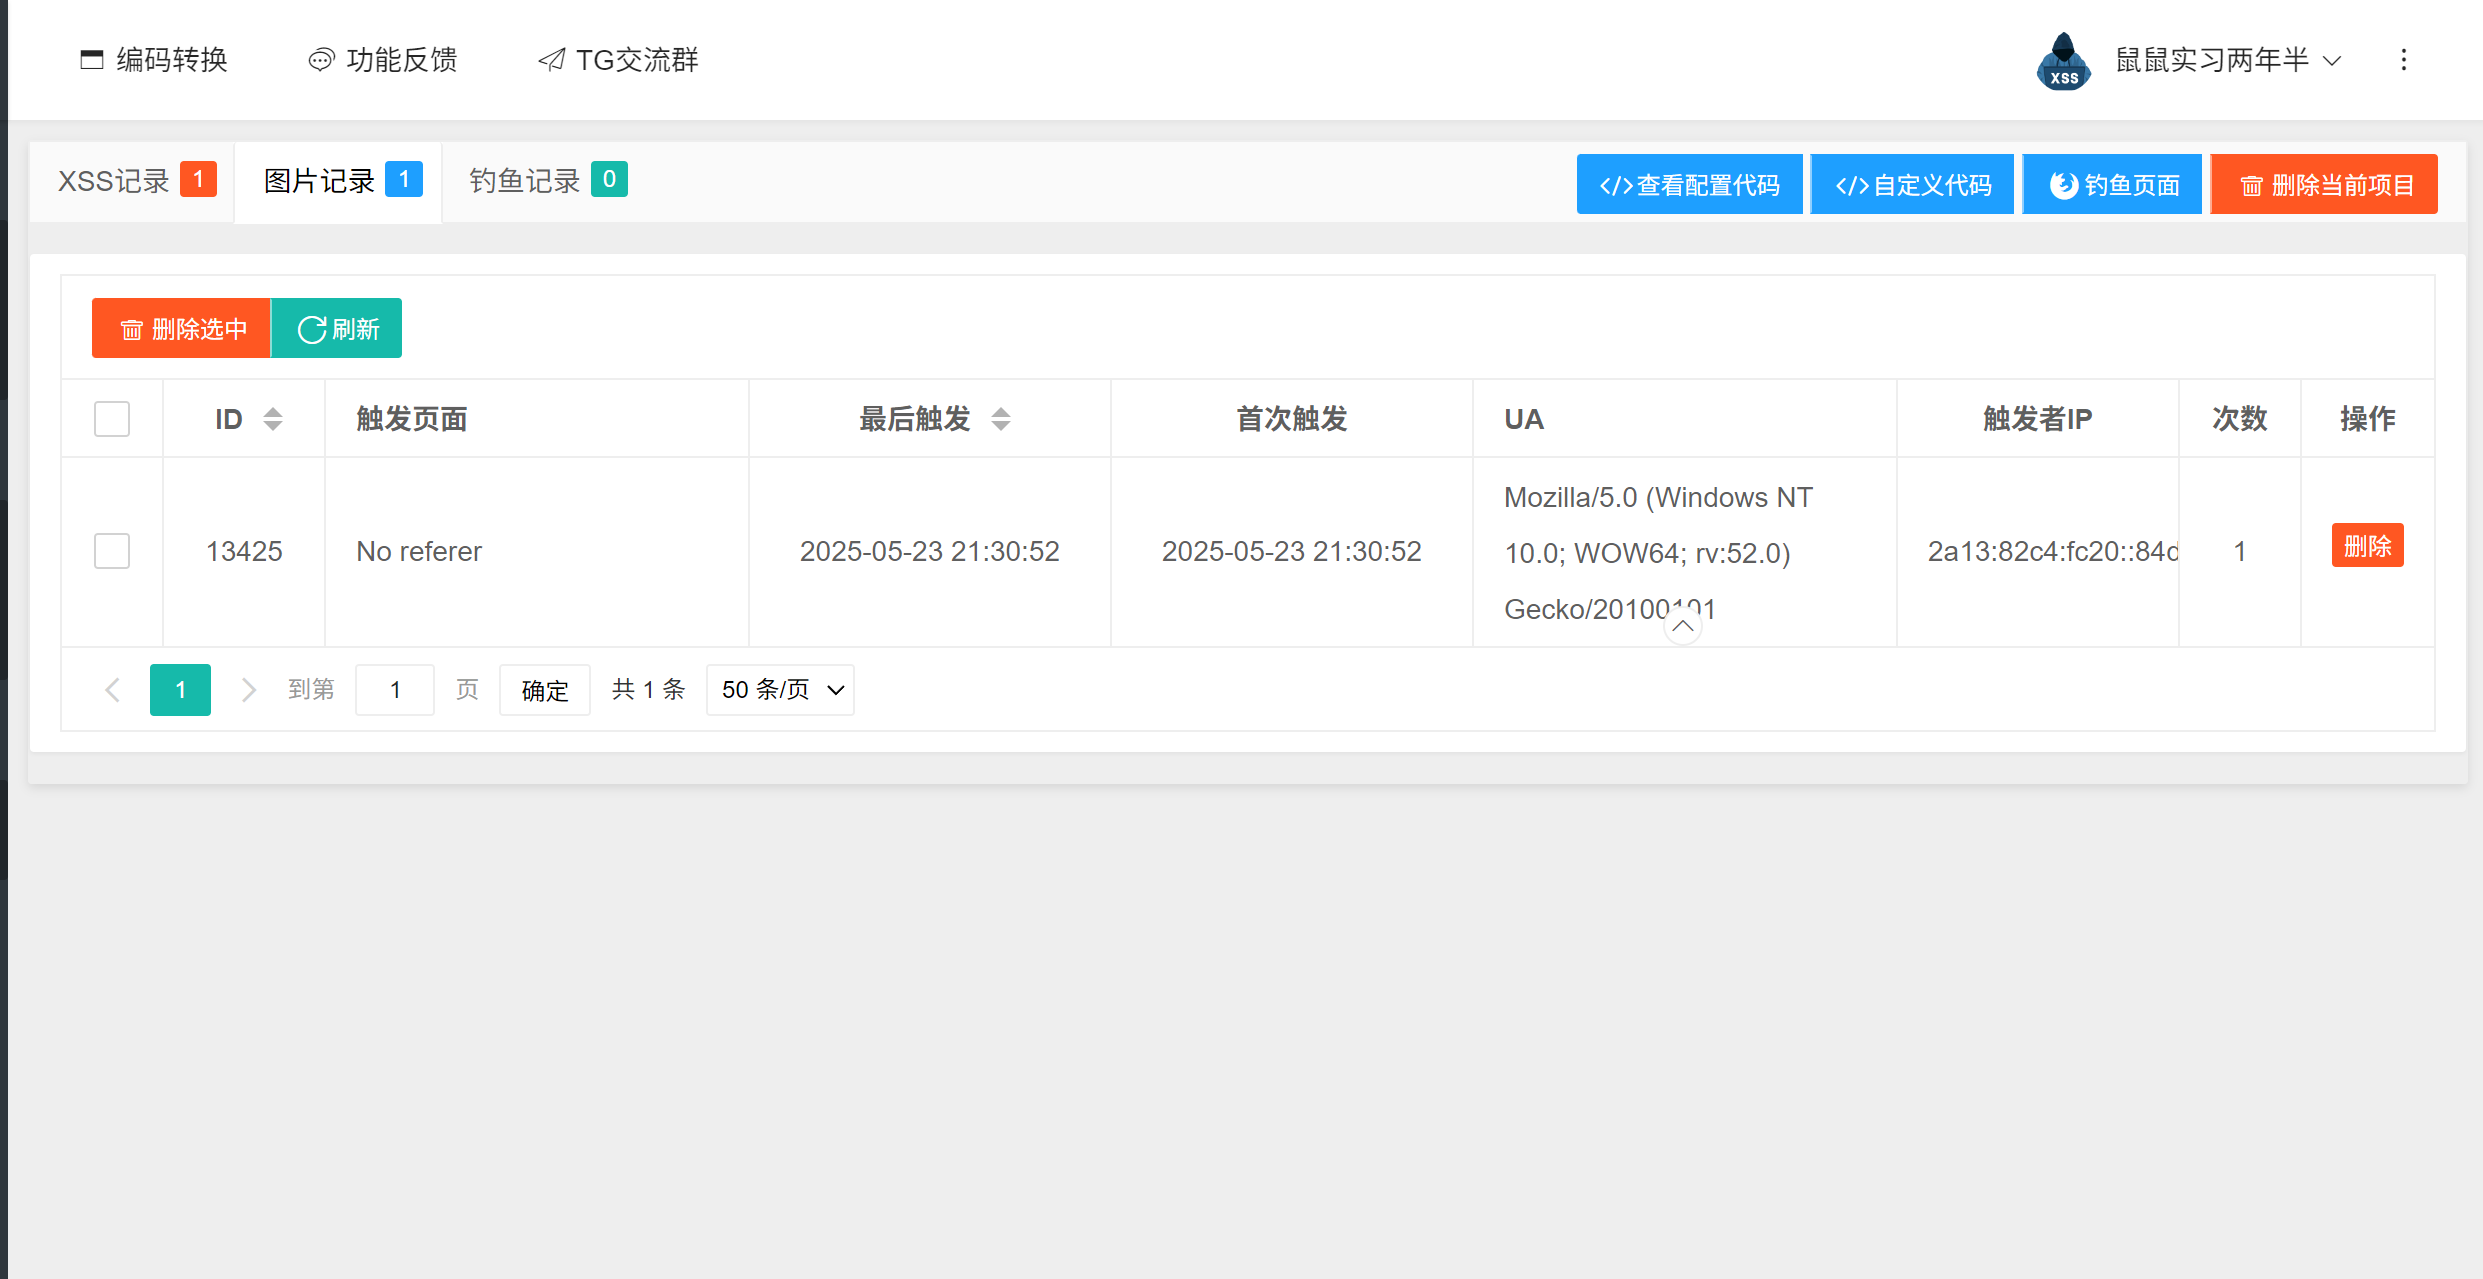 编码转换
功能反馈
TG交流群
XSS
鼠鼠实习两年半
XSS记录 1
图片记录 1
钓鱼记录 0
</>查看配置代码
</>自定义代码
钓鱼页面
删除当前项目
删除选中
刷新
ID 触发页面 最后触发 首次触发 UA 触发者IP 次数 操作
13425 No referer 2025-05-23 21:30:52 2025-05-23 21:30:52 Mozilla/5.0 (Windows NT
10.0; WOW64; rv:52.0)
Gecko/20100101
2a13:82c4:fc20::84d 1 删除
1 到第 1 页 确定 共 1 条 50 条/页